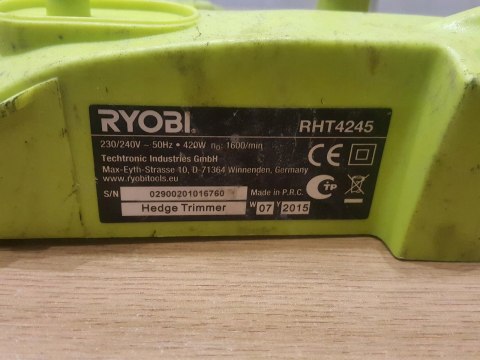 RYOBI RHT4245
230/240V ~ 50Hz • 420W n₀: 1600/min
Techtronic Industries GmbH
Max-Eyth-Strasse 10, D-71364 Winnenden, Germany
www.ryobitools.eu
CE
S/N 02900201016760 Made in P.R.C.
Hedge Trimmer W 07 Y 2015